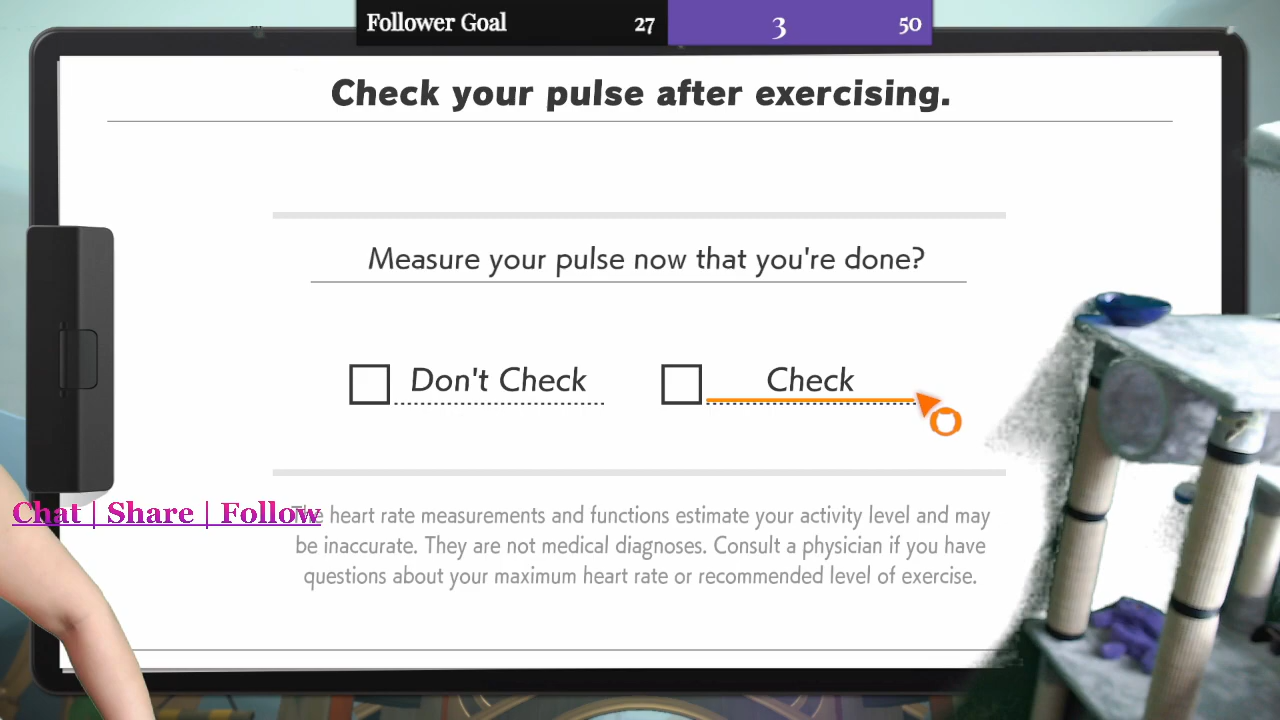 Follower Goal 27 3 50
Check your pulse after exercising.
Measure your pulse now that you're done?
Don't Check Check
Chat | Share | Follow
The heart rate measurements and functions estimate your activity level and may
be inaccurate. They are not medical diagnoses. Consult a physician if you have
questions about your maximum heart rate or recommended level of exercise.